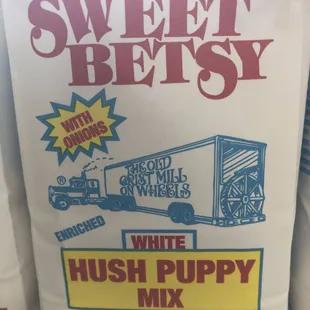 SWEET
BETSY
WITH
ONIONS
THE OLD
GRIST MILL
ON WHEELS
®
ENRICHED
WHITE
HUSH PUPPY
MIX